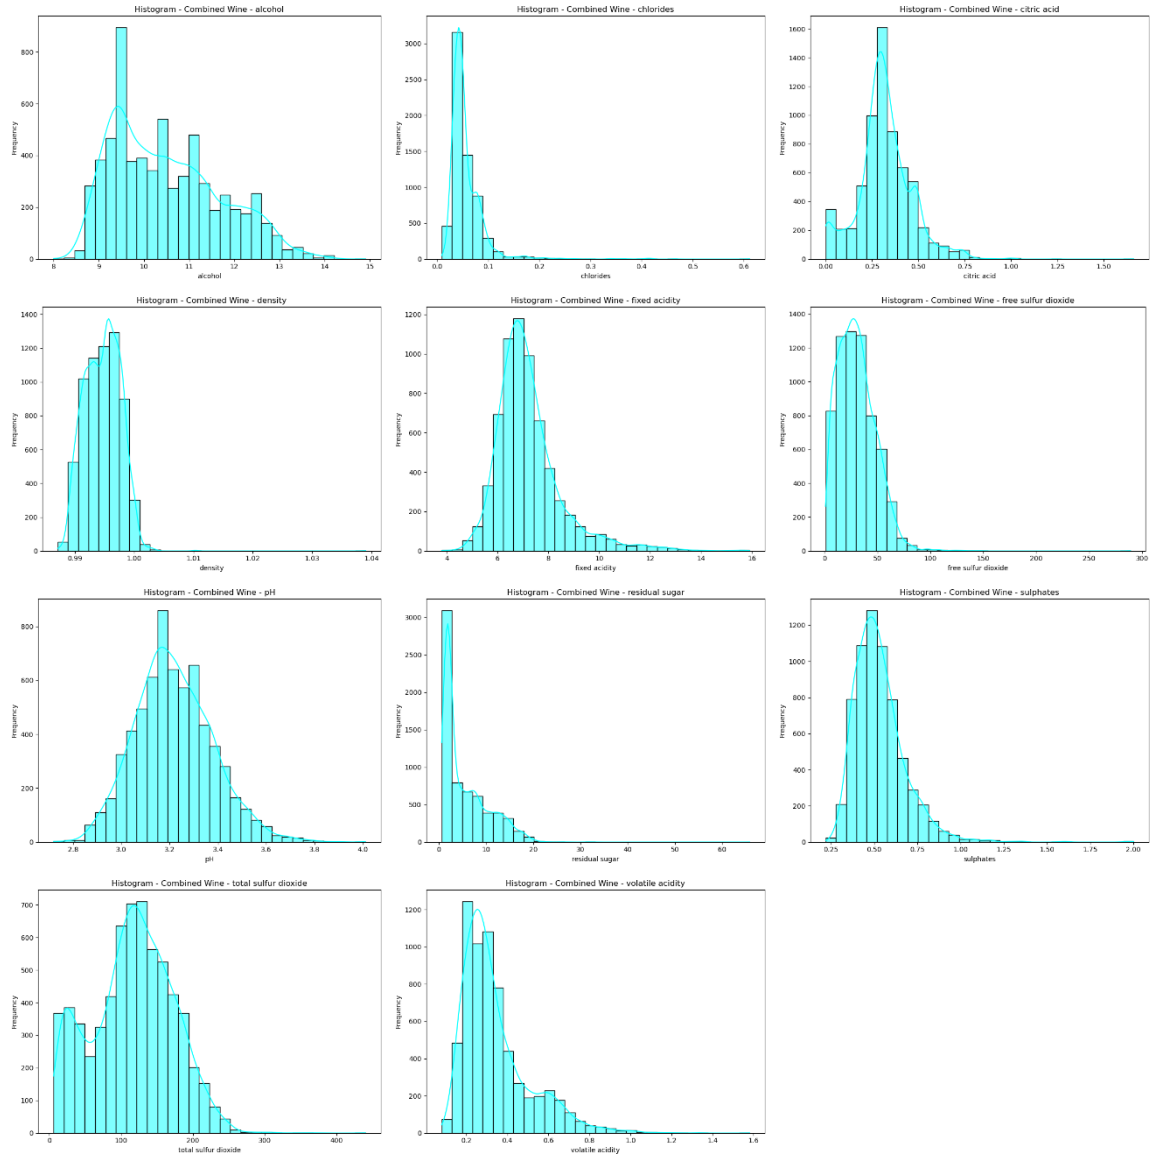 Histogram - Combined Wine - alcohol
Frequency
800
600
400
200
0
8 9 10 11 12 13 14 15
alcohol
Histogram - Combined Wine - chlorides
Frequency
3000
2500
2000
1500
1000
500
0
0.0 0.1 0.2 0.3 0.4 0.5 0.6
chlorides
Histogram - Combined Wine - citric acid
Frequency
1600
1400
1200
1000
800
600
400
200
0
0.00 0.25 0.50 0.75 1.00 1.25 1.50
citric acid
Histogram - Combined Wine - density
Frequency
1400
1200
1000
800
600
400
200
0
0.99 1.00 1.01 1.02 1.03 1.04
density
Histogram - Combined Wine - fixed acidity
Frequency
1200
1000
800
600
400
200
0
4 6 8 10 12 14 16
fixed acidity
Histogram - Combined Wine - free sulfur dioxide
Frequency
1400
1200
1000
800
600
400
200
0
0 50 100 150 200 250 300
free sulfur dioxide
Histogram - Combined Wine - pH
Frequency
800
600
400
200
0
2.8 3.0 3.2 3.4 3.6 3.8 4.0
pH
Histogram - Combined Wine - residual sugar
Frequency
3000
2500
2000
1500
1000
500
0
0 10 20 30 40 50 60
residual sugar
Histogram - Combined Wine - sulphates
Frequency
1200
1000
800
600
400
200
0
0.25 0.50 0.75 1.00 1.25 1.50 1.75 2.00
sulphates
Histogram - Combined Wine - total sulfur dioxide
Frequency
700
600
500
400
300
200
100
0
0 100 200 300 400
total sulfur dioxide
Histogram - Combined Wine - volatile acidity
Frequency
1200
1000
800
600
400
200
0
0.2 0.4 0.6 0.8 1.0 1.2 1.4 1.6
volatile acidity